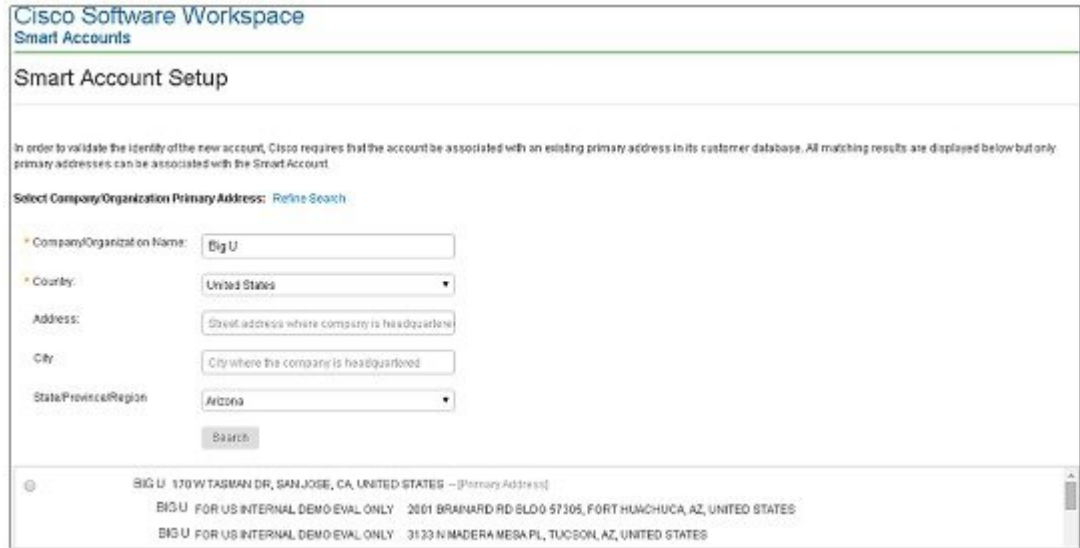 Cisco Software Workspace
Smart Accounts
Smart Account Setup
In order to validate the identity of the new account, Cisco requires that the account be associated with an existing primary address in its customer database. All matching results are displayed below but only
primary addresses can be associated with the Smart Account.
Select Company/Organization Primary Address: Refine Search
* Company/Organization Name: Big U
* Country: United States
Address: Street address where company is headquartere
City City where the company is headquartered
State/Province/Region Arizona
Search
BIG U 170 W TASMAN DR, SAN JOSE, CA, UNITED STATES --[Primary Address]
BIG U FOR US INTERNAL DEMO EVAL ONLY 2001 BRAINARD RD BLDG 57305, FORT HUACHUCA, AZ, UNITED STATES
BIG U FOR US INTERNAL DEMO EVAL ONLY 3133 N MADERA MESA PL, TUCSON, AZ, UNITED STATES